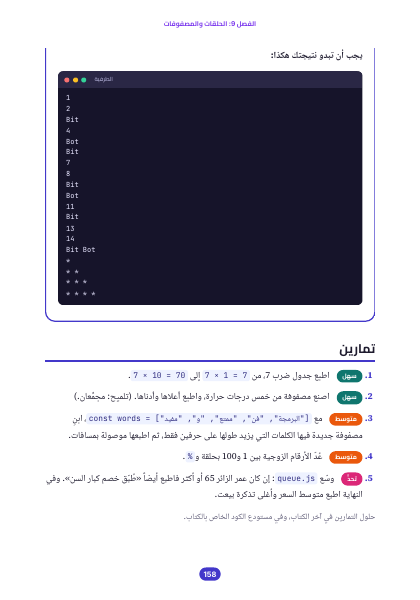 الفصل 9: الحلقات والمصفوفات
يجب أن تبدو نتيجتك هكذا:
الطرفية
1
2
Bit
4
Bot
Bit
7
8
Bit
Bot
11
Bit
13
14
Bit Bot
*
* *
* * *
* * * *
تمارين
1. سهل اطبع جدول ضرب 7، من 7 × 1 = 7 إلى 7 × 10 = 70.
2. سهل اصنع مصفوفة من خمس درجات حرارة، واطبع أعلاها وأدناها. (تلميح: مجمّعان.)
3. متوسط مع const words = ["البرمجة", "فن", "ممتع", "و", "مفيد"]، ابنِ
مصفوفة جديدة فيها الكلمات التي يزيد طولها على حرفين فقط، ثم اطبعها موصولة بمسافات.
4. متوسط عُدّ الأرقام الزوجية بين 1 و100 بحلقة و %.
5. تحدٍّ وسّع queue.js: إن كان عمر الزائر 65 أو أكثر فاطبع أيضاً «طُبّق خصم كبار السن». وفي
النهاية اطبع متوسط السعر وأغلى تذكرة بيعت.
حلول التمارين في آخر الكتاب، وفي مستودع الكود الخاص بالكتاب.
158